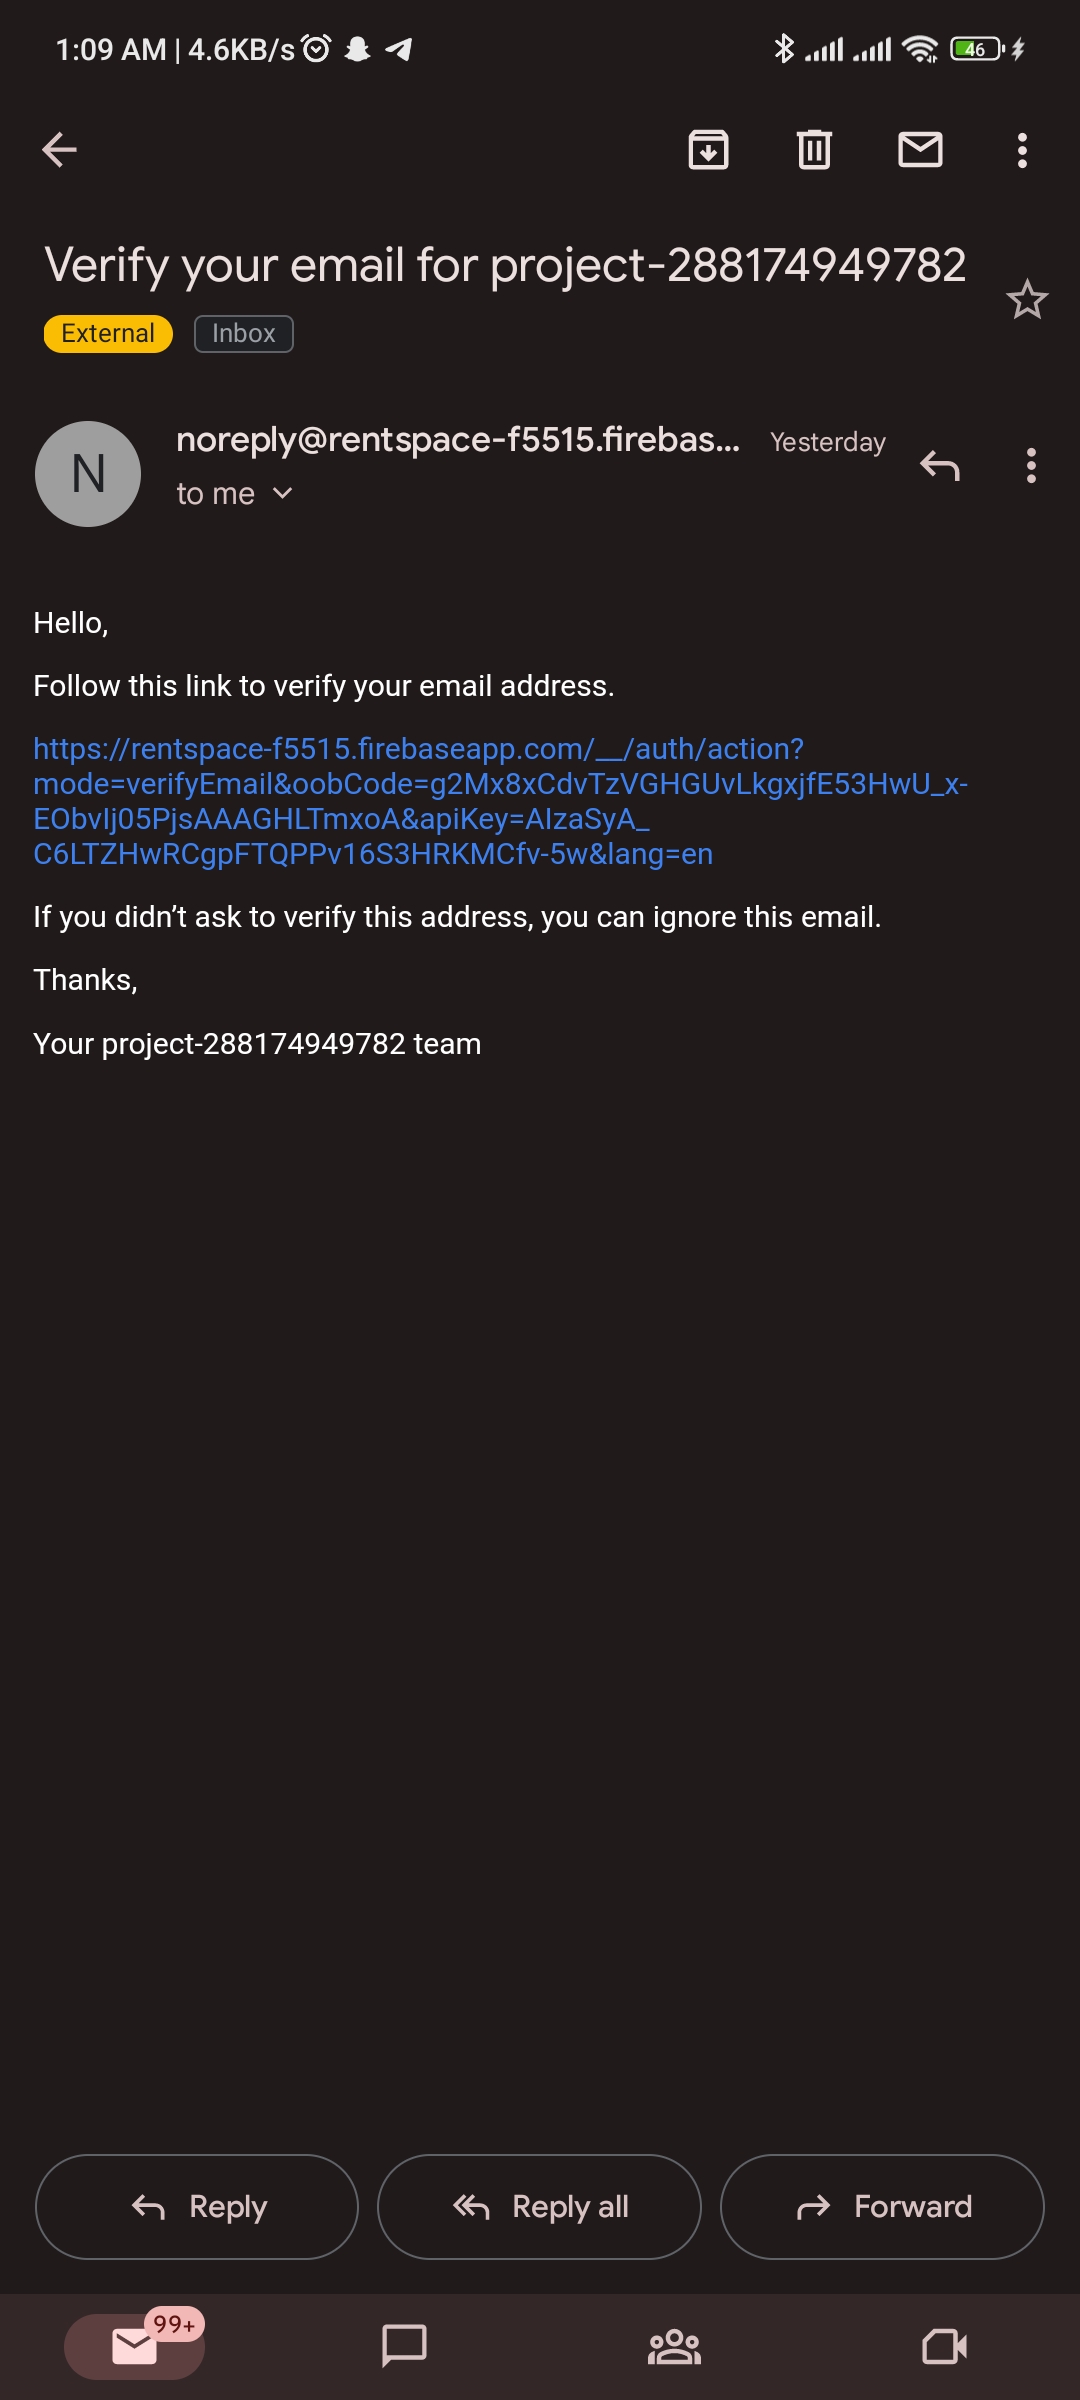 1:09 AM | 4.6KB/s
46
Verify your email for project-288174949782
External
Inbox
N
noreply@rentspace-f5515.firebas...
Yesterday
to me
Hello,
Follow this link to verify your email address.
https://rentspace-f5515.firebaseapp.com/__/auth/action?
mode=verifyEmail&oobCode=g2Mx8xCdvTzVGHGUvLkgxjfE53HwU_x-
EObvIj05PjsAAAGHLTmxoA&apiKey=AIzaSyA_
C6LTZHwRCgpFTQPPv16S3HRKMCfv-5w&lang=en
If you didn’t ask to verify this address, you can ignore this email.
Thanks,
Your project-288174949782 team
Reply
Reply all
Forward
99+